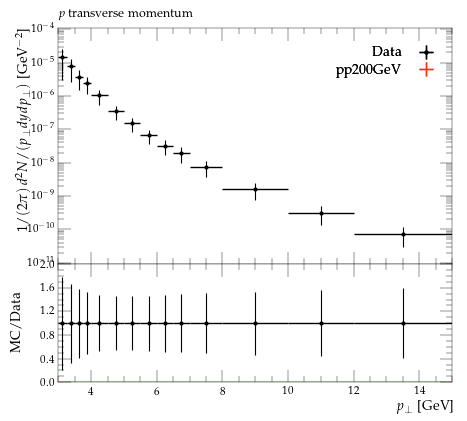 p transverse momentum
1/(2π) d²N/(p⊥dydp⊥) [GeV⁻²]
10⁻⁴
10⁻⁵
10⁻⁶
10⁻⁷
10⁻⁸
10⁻⁹
10⁻¹⁰
10⁻¹¹
Data
pp200GeV
MC/Data
2.0
1.6
1.2
0.8
0.4
0.0
4 6 8 10 12 14
p⊥ [GeV]